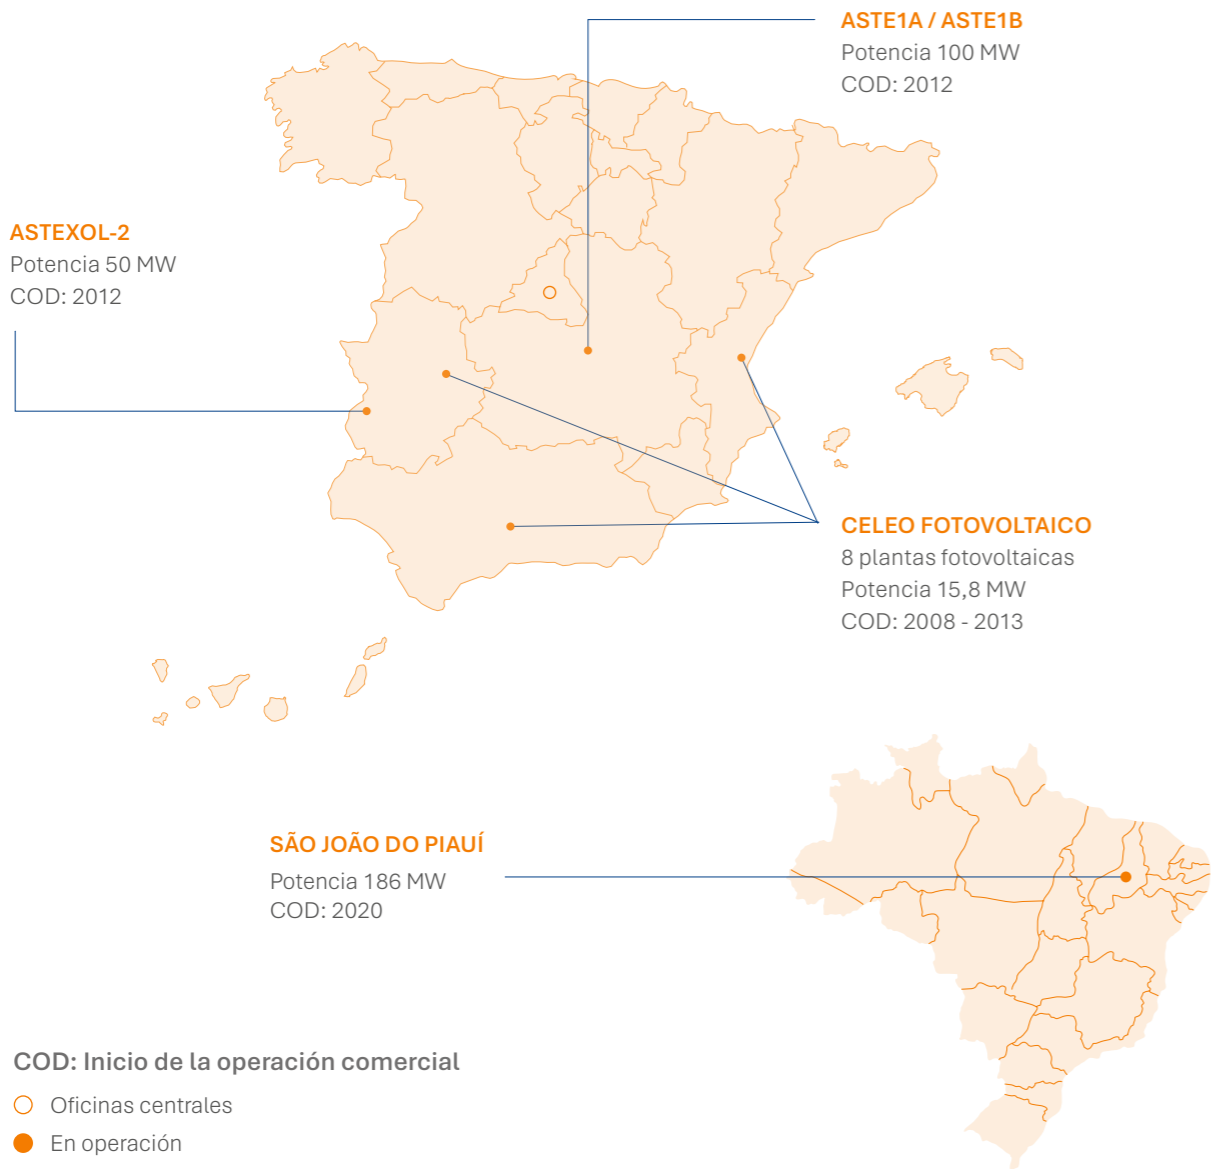 ASTE1A / ASTE1B
Potencia 100 MW
COD: 2012
ASTEXOL-2
Potencia 50 MW
COD: 2012
CELEO FOTOVOLTAICO
8 plantas fotovoltaicas
Potencia 15,8 MW
COD: 2008 - 2013
SÃO JOÃO DO PIAUÍ
Potencia 186 MW
COD: 2020
COD: Inicio de la operación comercial
Oficinas centrales
En operación